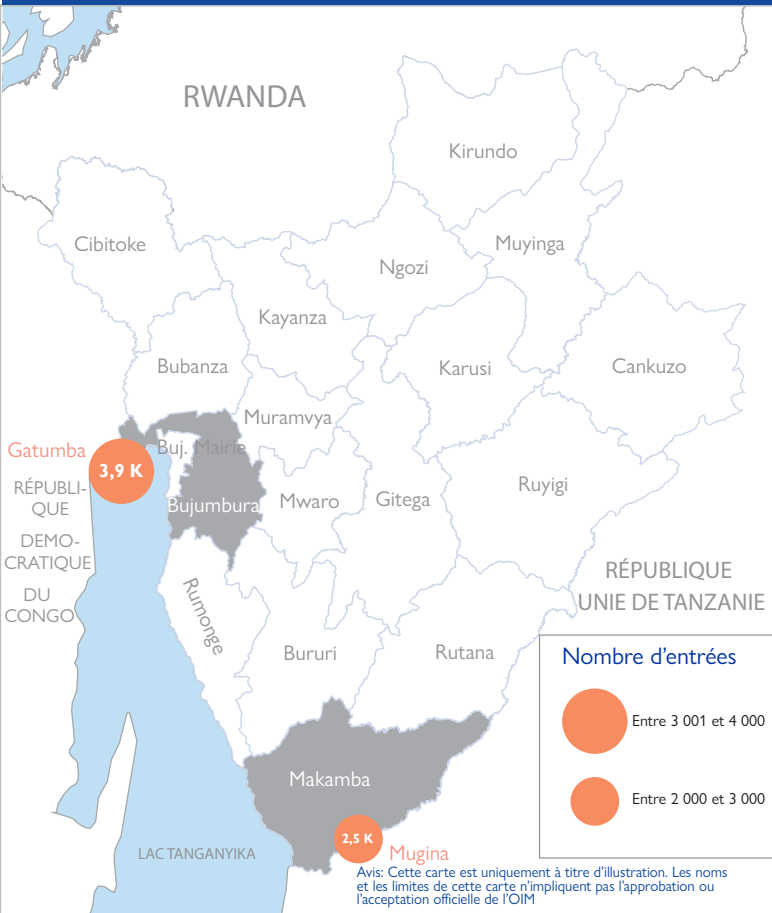 RWANDA
Kirundo
Cibitoke
Muyinga
Ngozi
Kayanza
Bubanza
Karusi
Cankuzo
Muramvya
Gatumba
3,9 K
Buj. Mairie
RÉPUBLI-
QUE
DEMO-
CRATIQUE
DU
CONGO
Bujumbura
Mwaro
Gitega
Ruyigi
RÉPUBLIQUE
UNIE DE TANZANIE
Rumonge
Bururi
Rutana
Nombre d’entrées
Entre 3 001 et 4 000
Entre 2 000 et 3 000
Makamba
2,5 K
Mugina
LAC TANGANYIKA
Avis: Cette carte est uniquement à titre d’illustration. Les noms
et les limites de cette carte n’impliquent pas l’approbation ou
l’acceptation officielle de l’OIM